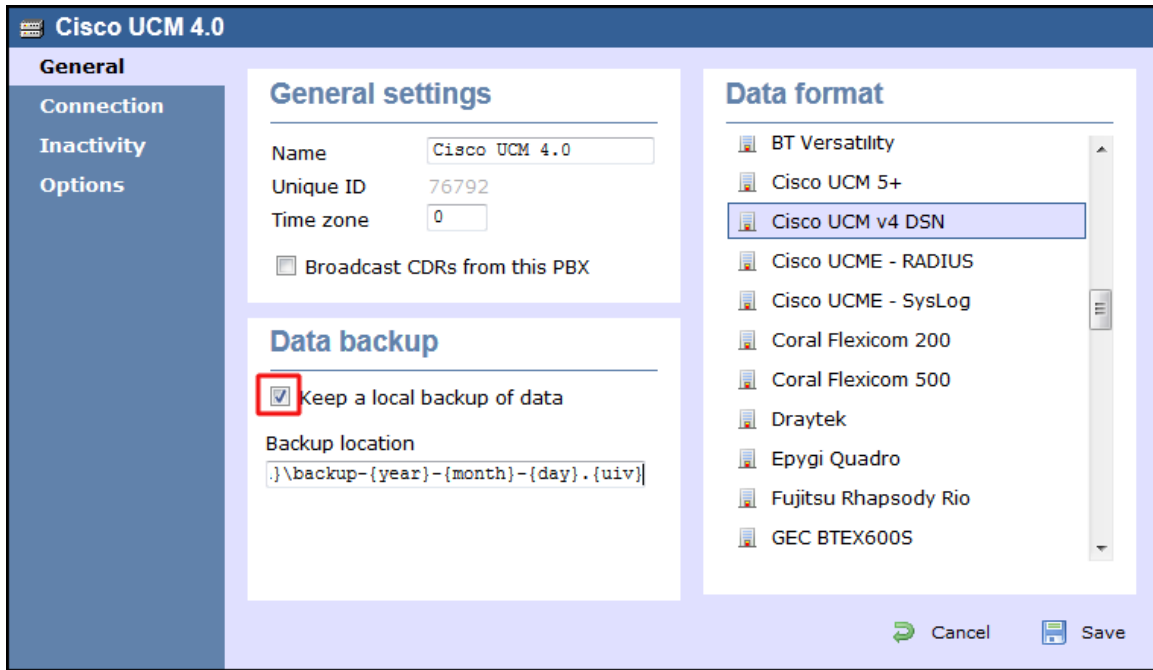 Cisco UCM 4.0
General
Connection
Inactivity
Options
General settings
Name Cisco UCM 4.0
Unique ID 76792
Time zone 0
Broadcast CDRs from this PBX
Data backup
Keep a local backup of data
Backup location
.}\backup-{year}-{month}-{day}.{uiv}
Data format
BT Versatility
Cisco UCM 5+
Cisco UCM v4 DSN
Cisco UCME - RADIUS
Cisco UCME - SysLog
Coral Flexicom 200
Coral Flexicom 500
Draytek
Epygi Quadro
Fujitsu Rhapsody Rio
GEC BTEX600S
Cancel Save